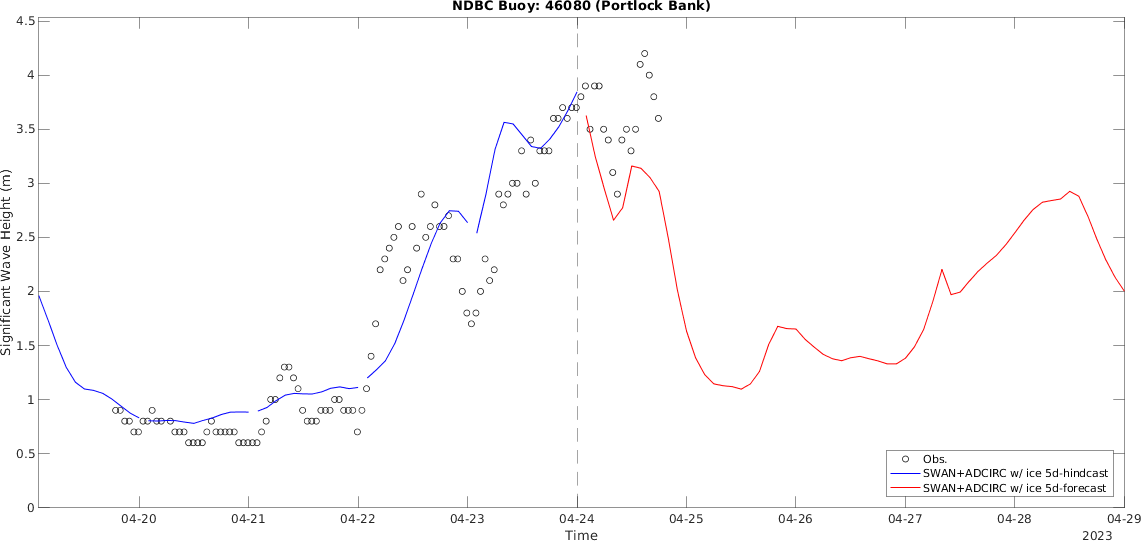 NDBC Buoy: 46080 (Portlock Bank)
4.5
4
3.5
3
2.5
2
1.5
1
0.5
0
Significant Wave Height (m)
04-20 04-21 04-22 04-23 04-24 04-25 04-26 04-27 04-28 04-29
Time
2023
Obs.
SWAN+ADCIRC w/ ice 5d-hindcast
SWAN+ADCIRC w/ ice 5d-forecast